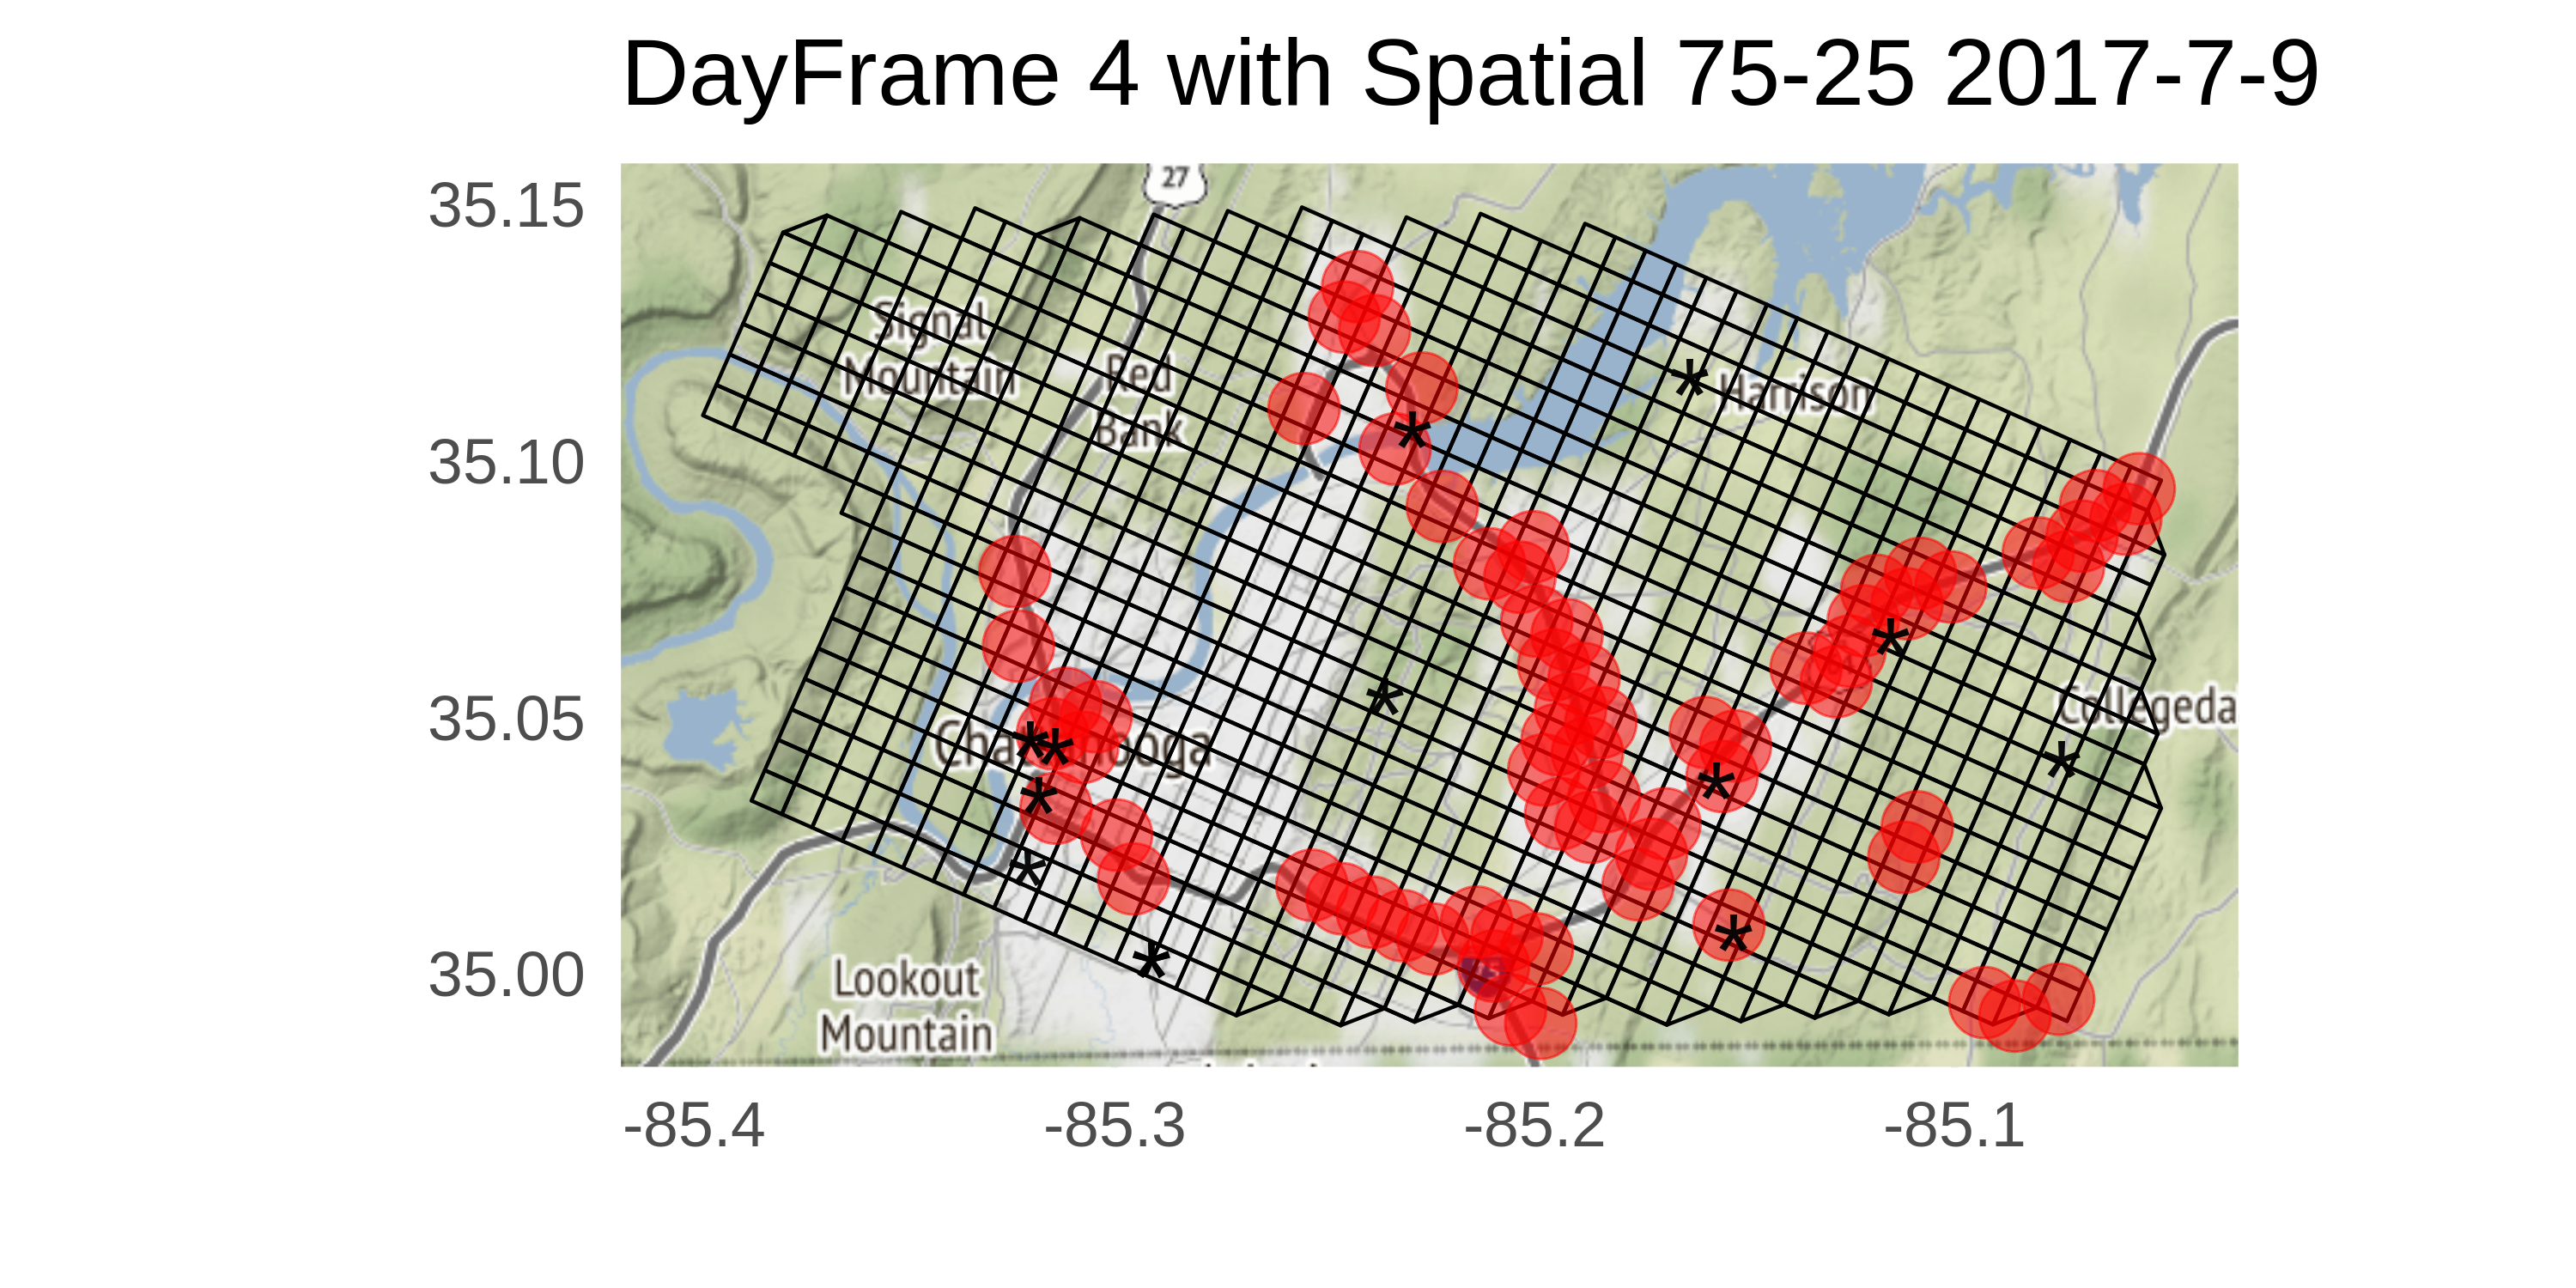 DayFrame 4 with Spatial 75-25 2017-7-9
27
35.15
Signal
Mountain
Red
Bank
Harrison
35.10
35.05
Collegeda
35.00
Lookout
Mountain
-85.4
-85.3
-85.2
-85.1